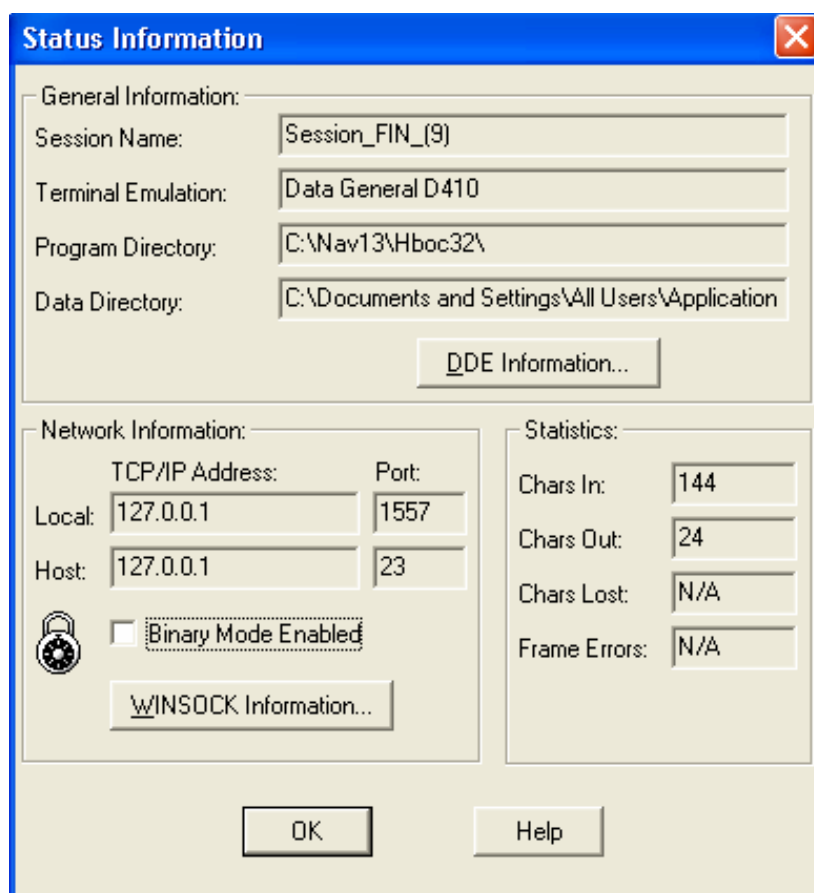 Status Information
General Information:
Session Name: Session_FIN_(9)
Terminal Emulation: Data General D410
Program Directory: C:\Nav13\Hboc32\
Data Directory: C:\Documents and Settings\All Users\Application
DDE Information...
Network Information:
TCP/IP Address: Port:
Local: 127.0.0.1 1557
Host: 127.0.0.1 23
Binary Mode Enabled
WINSOCK Information...
Statistics:
Chars In: 144
Chars Out: 24
Chars Lost: N/A
Frame Errors: N/A
OK Help